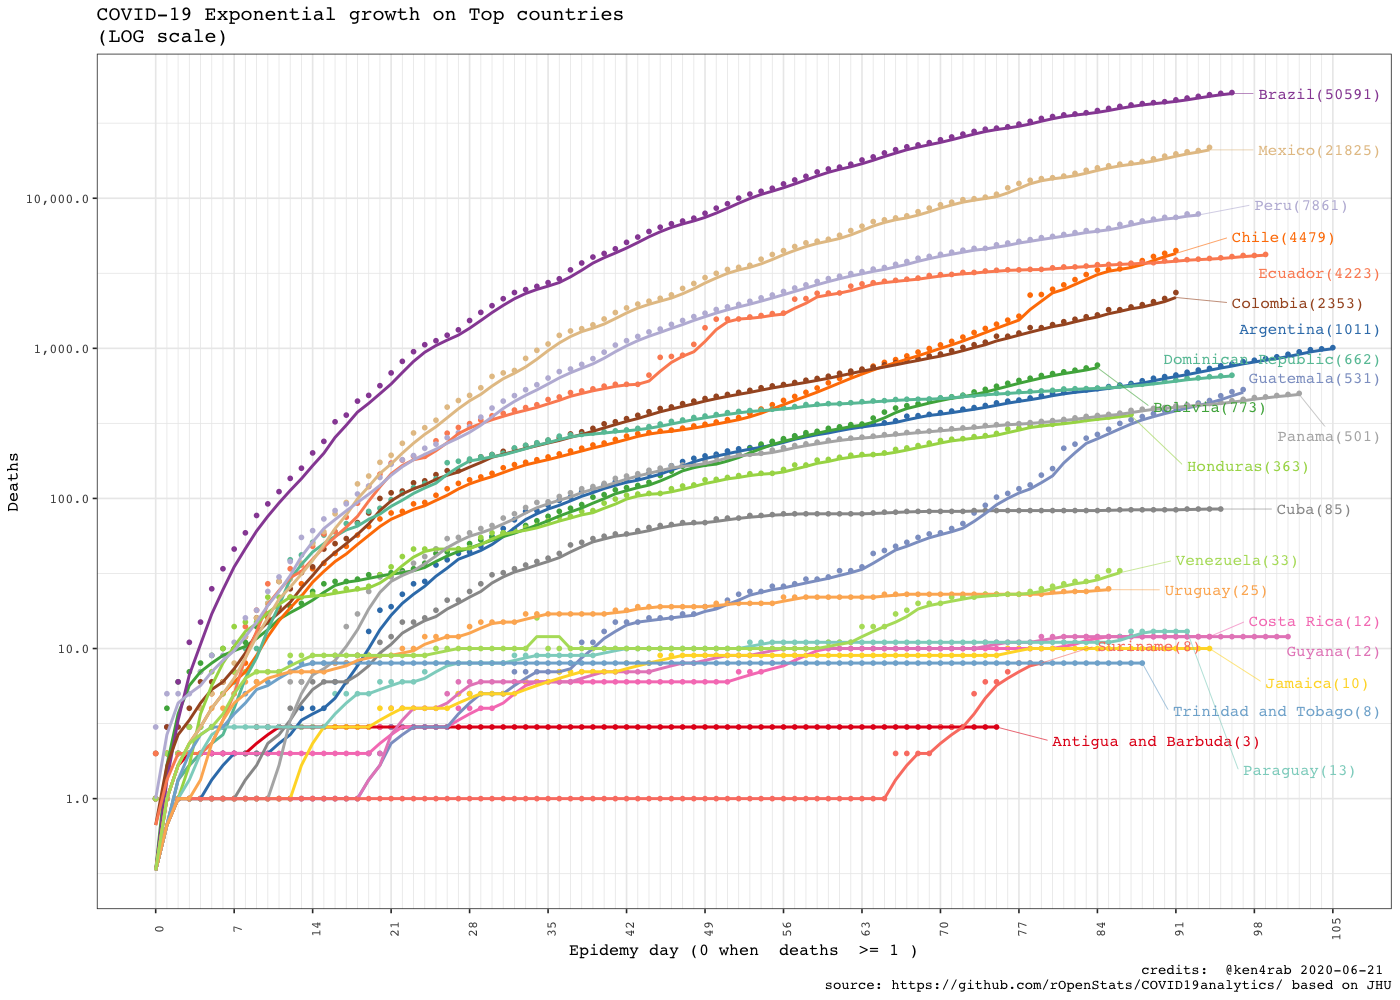 COVID-19 Exponential growth on Top countries
(LOG scale)
Deaths
10,000.0
1,000.0
100.0
10.0
1.0
Brazil(50591)
Mexico(21825)
Peru(7861)
Chile(4479)
Ecuador(4223)
Colombia(2353)
Argentina(1011)
Dominican Republic(662)
Guatemala(531)
Bolivia(773)
Panama(501)
Honduras(363)
Cuba(85)
Venezuela(33)
Uruguay(25)
Costa Rica(12)
Suriname(8)
Guyana(12)
Jamaica(10)
Trinidad and Tobago(8)
Antigua and Barbuda(3)
Paraguay(13)
0 7 14 21 28 35 42 49 56 63 70 77 84 91 98 105
Epidemy day (0 when  deaths  >= 1 )
credits:  @ken4rab 2020-06-21
source: https://github.com/rOpenStats/COVID19analytics/ based on JHU